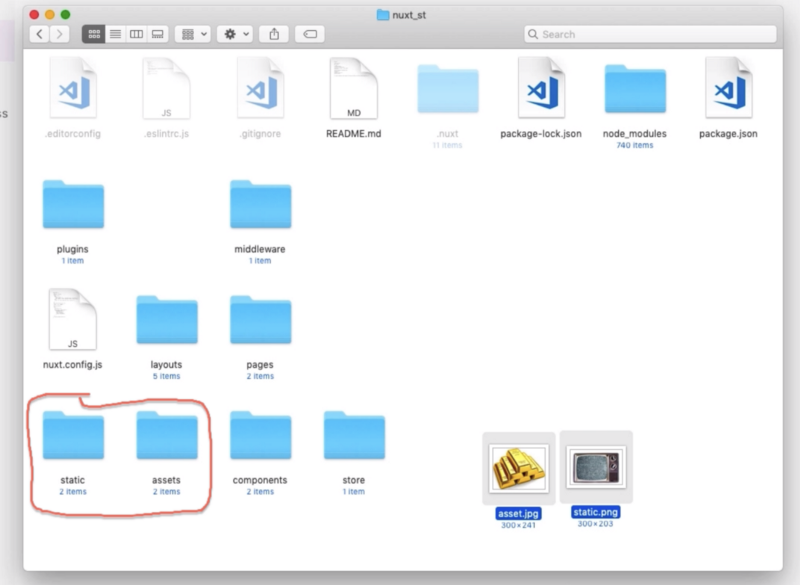 nuxt_st
Search
ss
.editorconfig
JS
.eslintrc.js
.gitignore
MD
README.md
.nuxt
11 items
package-lock.json
node_modules
740 items
package.json
plugins
1 item
middleware
1 item
JS
nuxt.config.js
layouts
5 items
pages
2 items
static
2 items
assets
2 items
components
2 items
store
1 item
asset.jpg
300×241
static.png
300×203